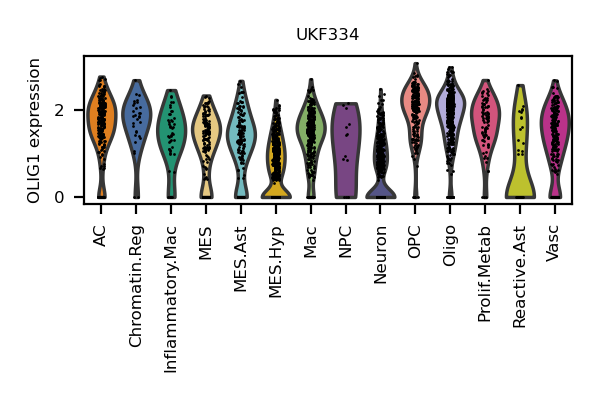 UKF334
OLIG1 expression
2
0
AC
Chromatin.Reg
Inflammatory.Mac
MES
MES.Ast
MES.Hyp
Mac
NPC
Neuron
OPC
Oligo
Prolif.Metab
Reactive.Ast
Vasc